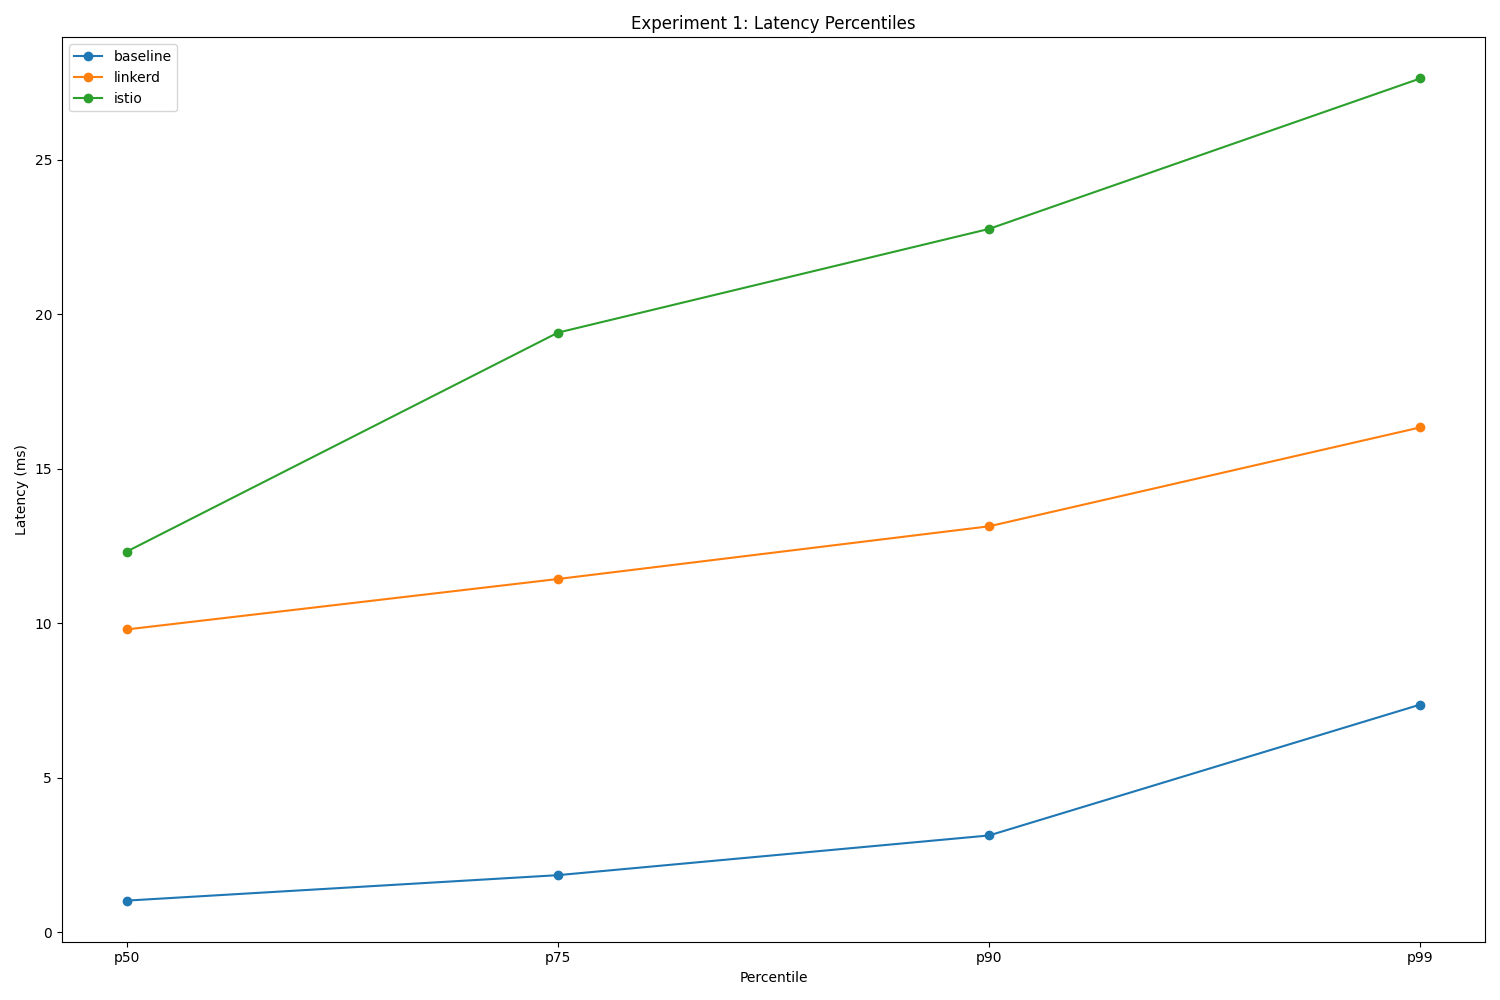 Experiment 1: Latency Percentiles
baseline
linkerd
istio
Latency (ms)
25
20
15
10
5
0
p50 p75 p90 p99
Percentile